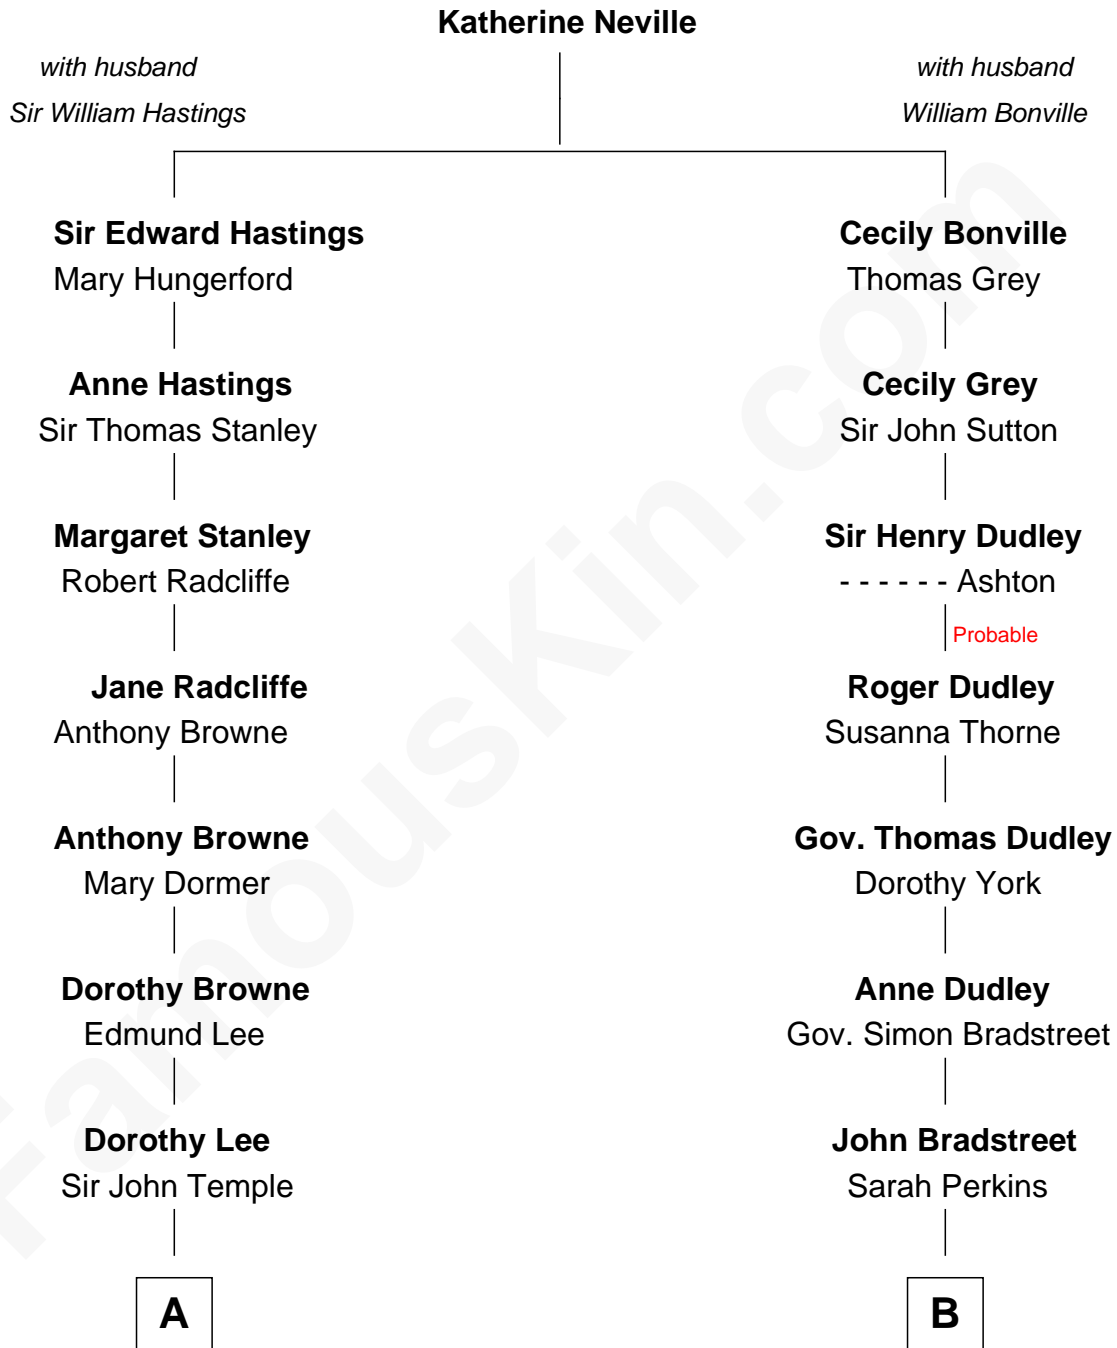 Katherine Neville
with husband
Sir William Hastings
with husband
William Bonville
Sir Edward Hastings
Mary Hungerford
Cecily Bonville
Thomas Grey
Anne Hastings
Sir Thomas Stanley
Cecily Grey
Sir John Sutton
Margaret Stanley
Robert Radcliffe
Sir Henry Dudley
- - - - - - Ashton
Probable
Jane Radcliffe
Anthony Browne
Roger Dudley
Susanna Thorne
Anthony Browne
Mary Dormer
Gov. Thomas Dudley
Dorothy York
Dorothy Browne
Edmund Lee
Anne Dudley
Gov. Simon Bradstreet
Dorothy Lee
Sir John Temple
John Bradstreet
Sarah Perkins
A
B
FamousKin.com